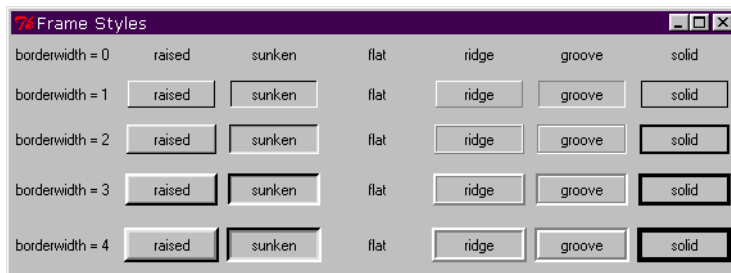 Frame Styles
borderwidth = 0 raised sunken flat ridge groove solid
borderwidth = 1 raised sunken flat ridge groove solid
borderwidth = 2 raised sunken flat ridge groove solid
borderwidth = 3 raised sunken flat ridge groove solid
borderwidth = 4 raised sunken flat ridge groove solid